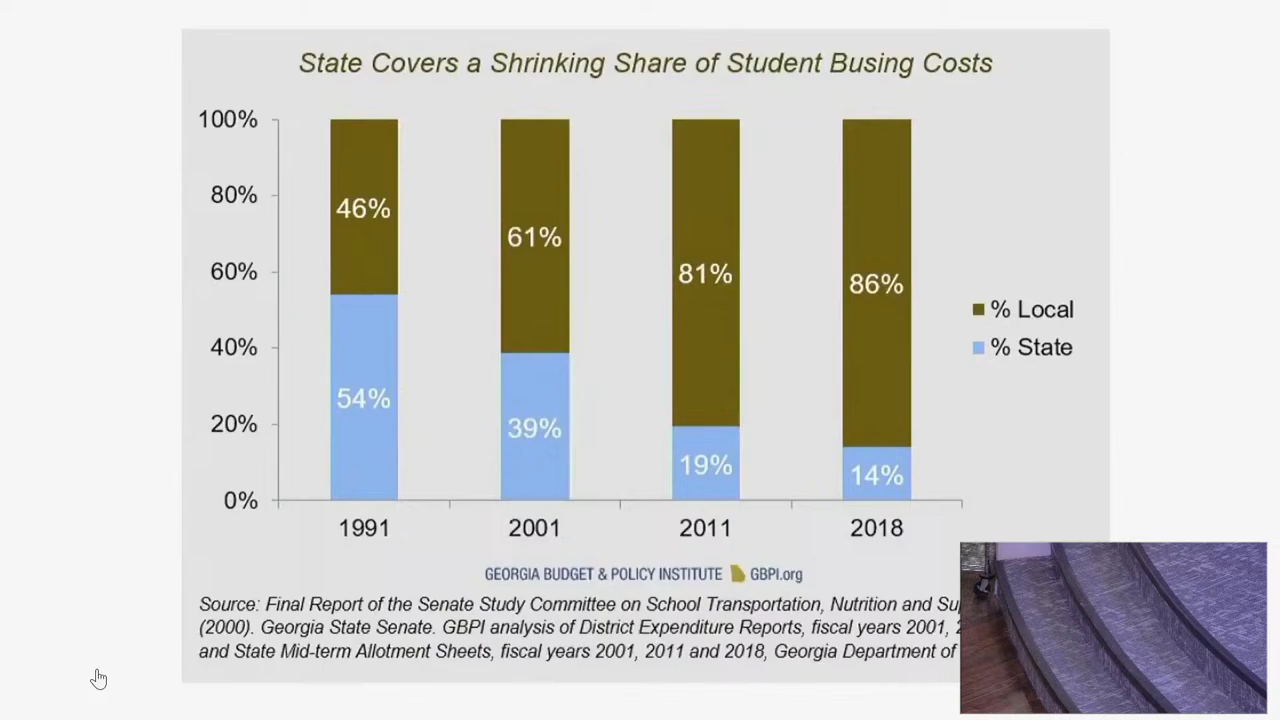 State Covers a Shrinking Share of Student Busing Costs
100%
80%
60%
40%
20%
0%
46%
61%
81%
86%
54%
39%
19%
14%
% Local
% State
1991 2001 2011 2018
GEORGIA BUDGET & POLICY INSTITUTE GBPI.org
Source: Final Report of the Senate Study Committee on School Transportation, Nutrition and
(2000). Georgia State Senate. GBPI analysis of District Expenditure Reports, fiscal years 2001,
and State Mid-term Allotment Sheets, fiscal years 2001, 2011 and 2018, Georgia Department of